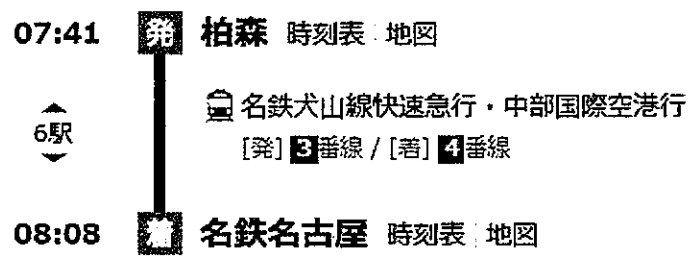 07:41 発 柏森 時刻表 地図
名鉄犬山線快速急行・中部国際空港行
6駅
[発] 3番線 / [着] 4番線
08:08 着 名鉄名古屋 時刻表 地図